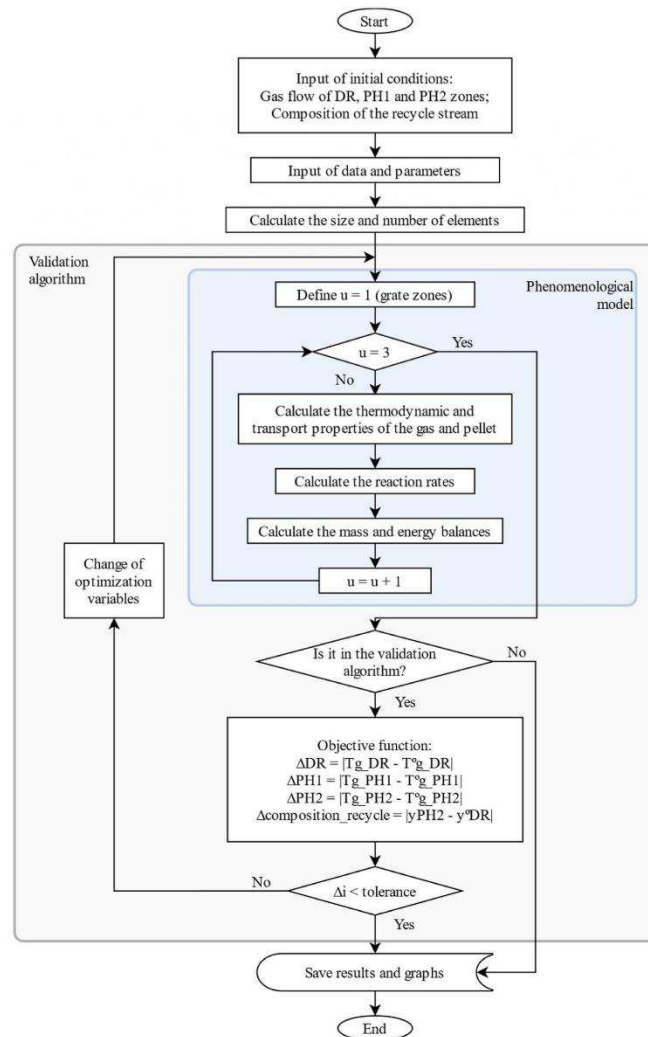 Start
Input of initial conditions:
Gas flow of DR, PH1 and PH2 zones;
Composition of the recycle stream
Input of data and parameters
Calculate the size and number of elements
Validation
algorithm
Phenomenological
model
Define u = 1 (grate zones)
u = 3
Yes
No
Calculate the thermodynamic and
transport properties of the gas and pellet
Calculate the reaction rates
Calculate the mass and energy balances
u = u + 1
Change of
optimization
variables
Is it in the validation
algorithm?
No
Yes
Objective function:
ΔDR = |Tg_DR - Tºg_DR|
ΔPH1 = |Tg_PH1 - Tºg_PH1|
ΔPH2 = |Tg_PH2 - Tºg_PH2|
Δcomposition_recycle = |yPH2 - yºDR|
No
Δi < tolerance
Yes
Save results and graphs
End